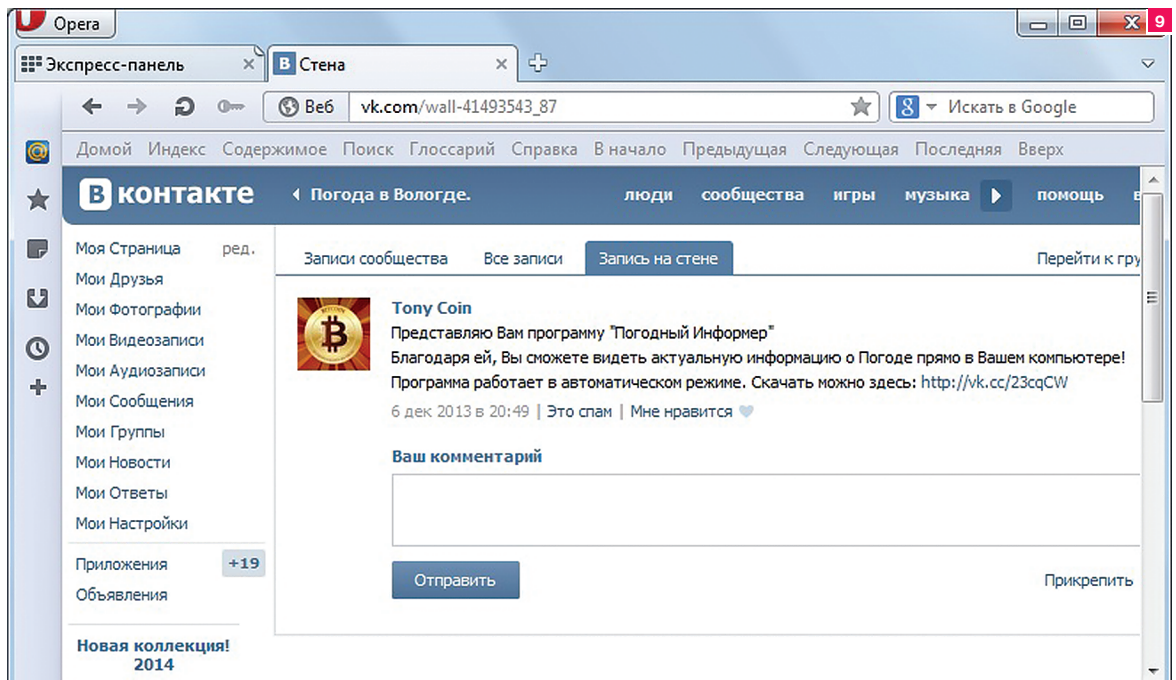 Opera
9
Экспресс-панель
В Стена
Веб vk.com/wall-41493543_87
8 Искать в Google
Домой Индекс Содержимое Поиск Глоссарий Справка В начало Предыдущая Следующая Последняя Вверх
В контакте
Погода в Вологде.
люди сообщества игры музыка помощь в
Моя Страница ред.
Мои Друзья
Мои Фотографии
Мои Видеозаписи
Мои Аудиозаписи
Мои Сообщения
Мои Группы
Мои Новости
Мои Ответы
Мои Настройки
Приложения +19
Объявления
Новая коллекция!
2014
Записи сообщества Все записи Запись на стене Перейти к гру
Tony Coin
Представляю Вам программу "Погодный Информер"
Благодаря ей, Вы сможете видеть актуальную информацию о Погоде прямо в Вашем компьютере!
Программа работает в автоматическом режиме. Скачать можно здесь: http://vk.cc/23cqCW
6 дек 2013 в 20:49 | Это спам | Мне нравится
Ваш комментарий
Отправить
Прикрепить